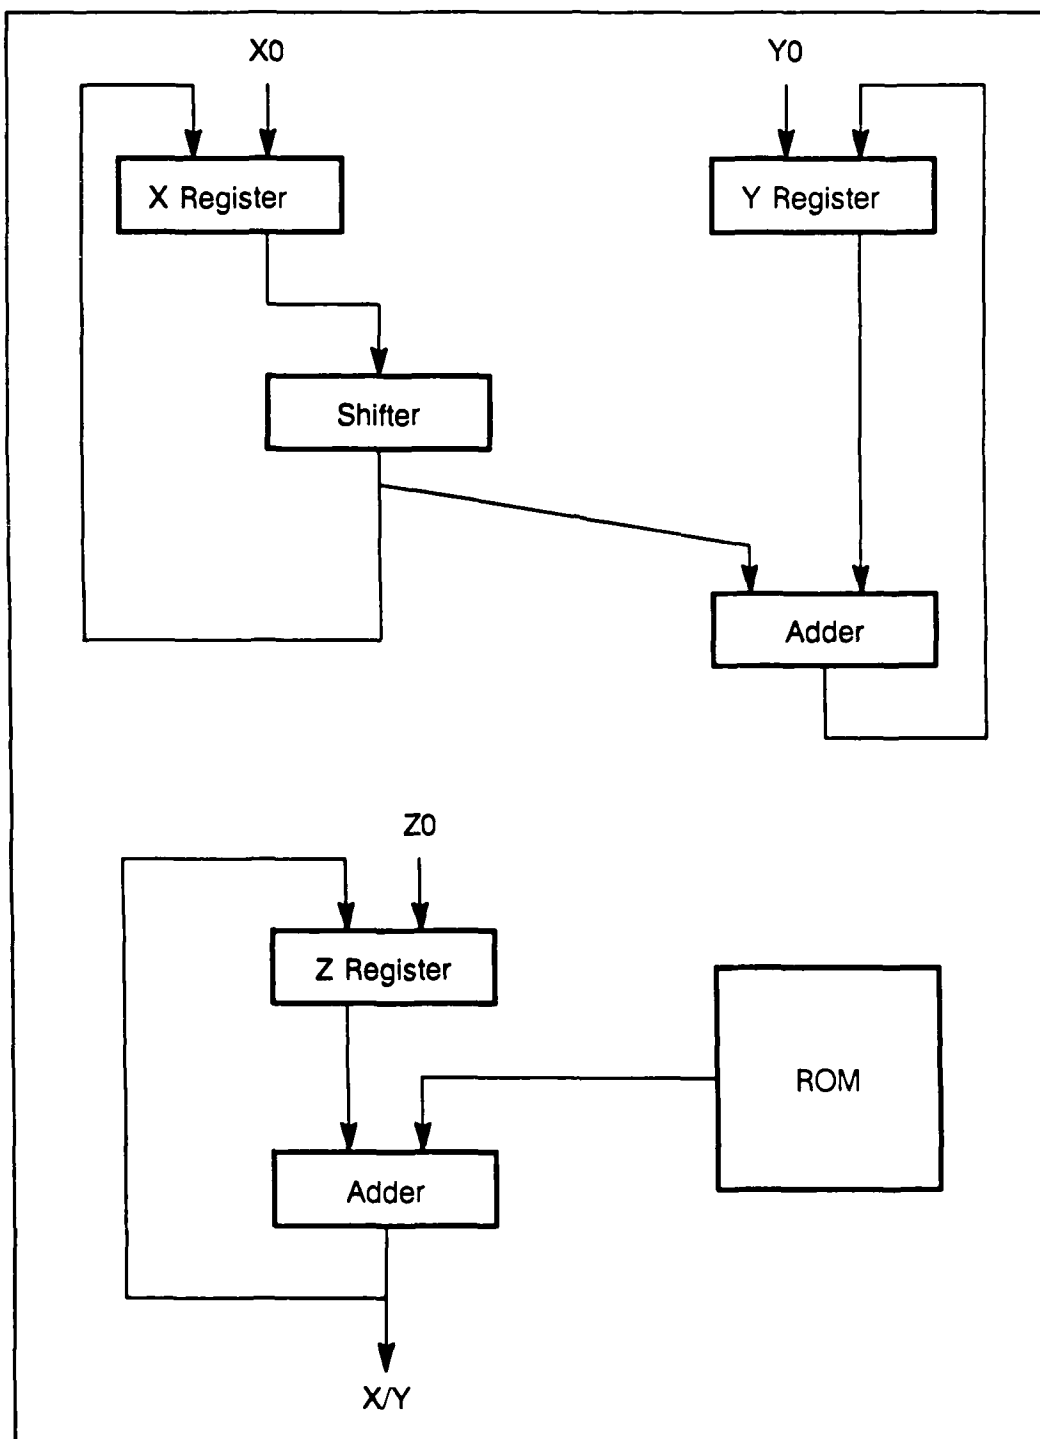 X0
Y0
X Register
Y Register
Shifter
Adder
Z0
Z Register
ROM
Adder
X/Y